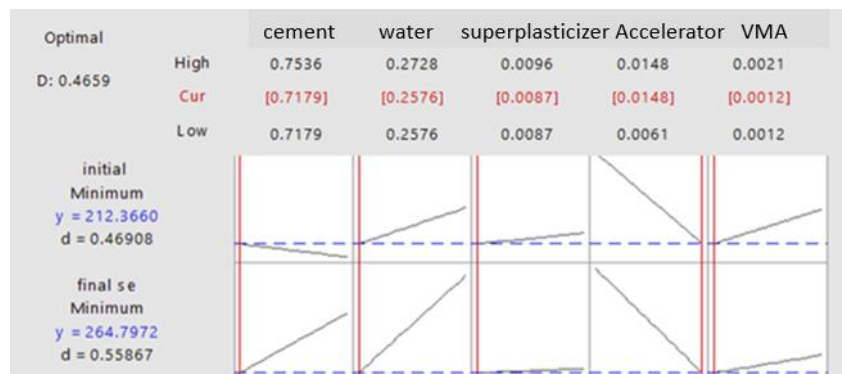 Optimal
D: 0.4659
cement water superplasticizer Accelerator VMA
High 0.7536 0.2728 0.0096 0.0148 0.0021
Cur [0.7179] [0.2576] [0.0087] [0.0148] [0.0012]
Low 0.7179 0.2576 0.0087 0.0061 0.0012
initial
Minimum
y = 212.3660
d = 0.46908
final se
Minimum
y = 264.7972
d = 0.55867